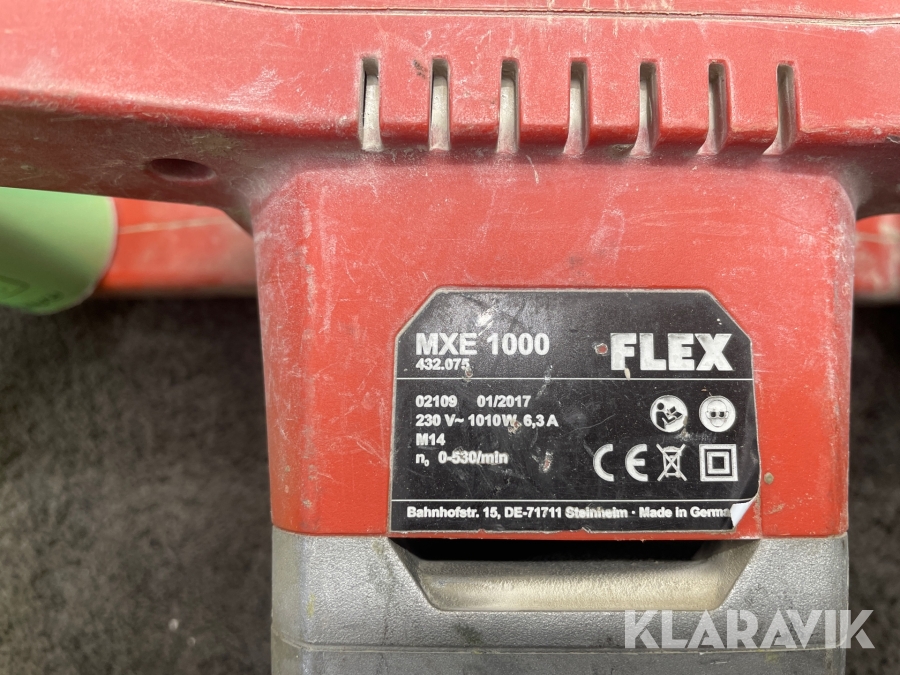 MXE 1000
432.075
FLEX
02109 01/2017
230 V~ 1010W 6,3 A
M14
n₀ 0-530/min
CE
Bahnhofstr. 15, DE-71711 Steinheim · Made in Germa
KLARAVIK